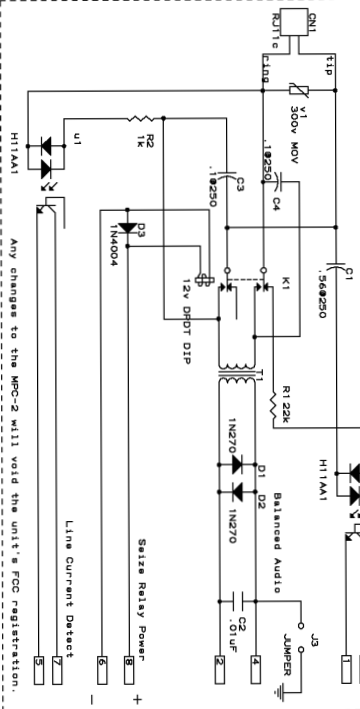 CN1
RJ11c
tip
ring
v1
300v MOV
.1@250
C4
C3
.1@250
C1
.56@250
R2
1k
u1
H11AA1
D3
1N4004
K1
12v DPDT DIP
T1
R1 22k
H11AA1
1N270
D1
D2
1N270
Balanced Audio
C2
.01uF
J3
JUMPER
Seize Relay Power
Line Current Detect
1
4
2
8
+
6
–
7
5
Any changes to the MPC-2 will void the unit's FCC registration.